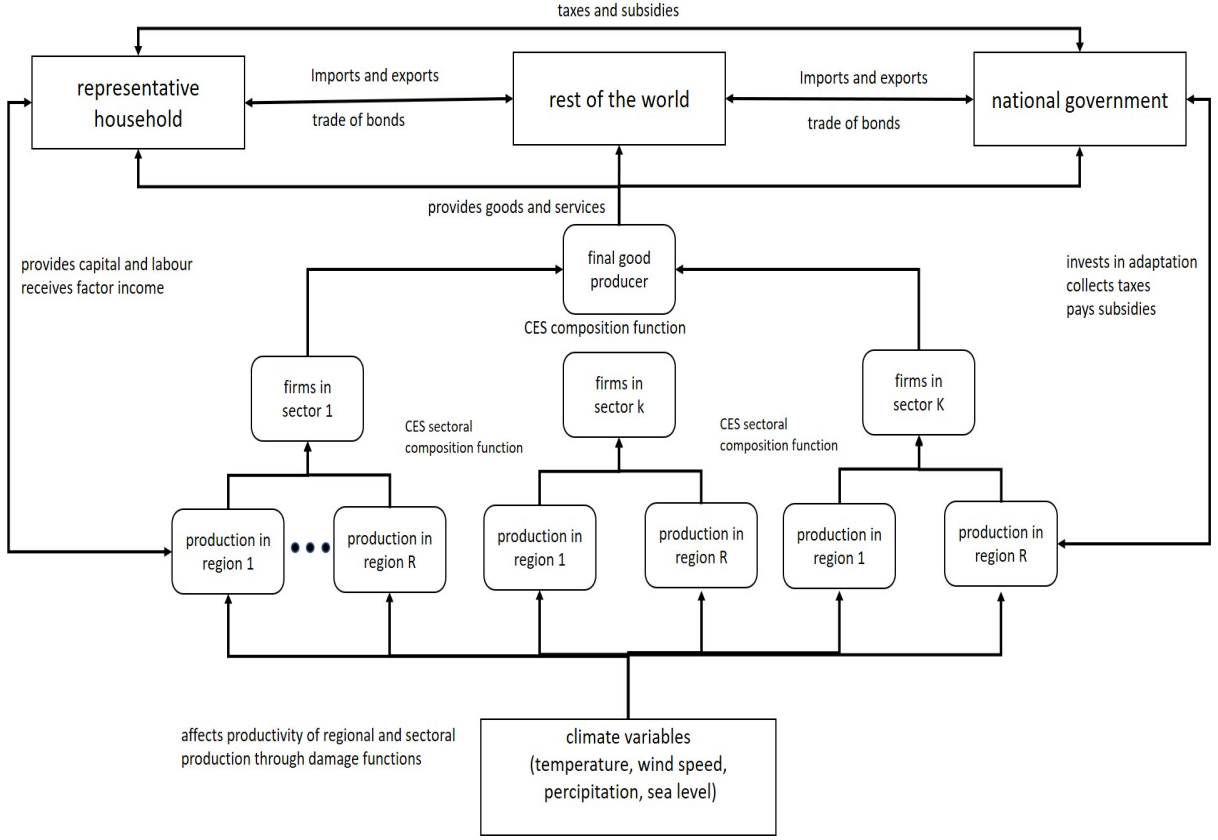 taxes and subsidies
representative
household
Imports and exports
trade of bonds
rest of the world
Imports and exports
trade of bonds
national government
provides goods and services
provides capital and labour
receives factor income
final good
producer
invests in adaptation
collects taxes
pays subsidies
CES composition function
firms in
sector 1
firms in
sector k
firms in
sector K
CES sectoral
composition function
CES sectoral
composition function
production in
region 1
production in
region R
production in
region 1
production in
region R
production in
region 1
production in
region R
affects productivity of regional and sectoral
production through damage functions
climate variables
(temperature, wind speed,
percipitation, sea level)